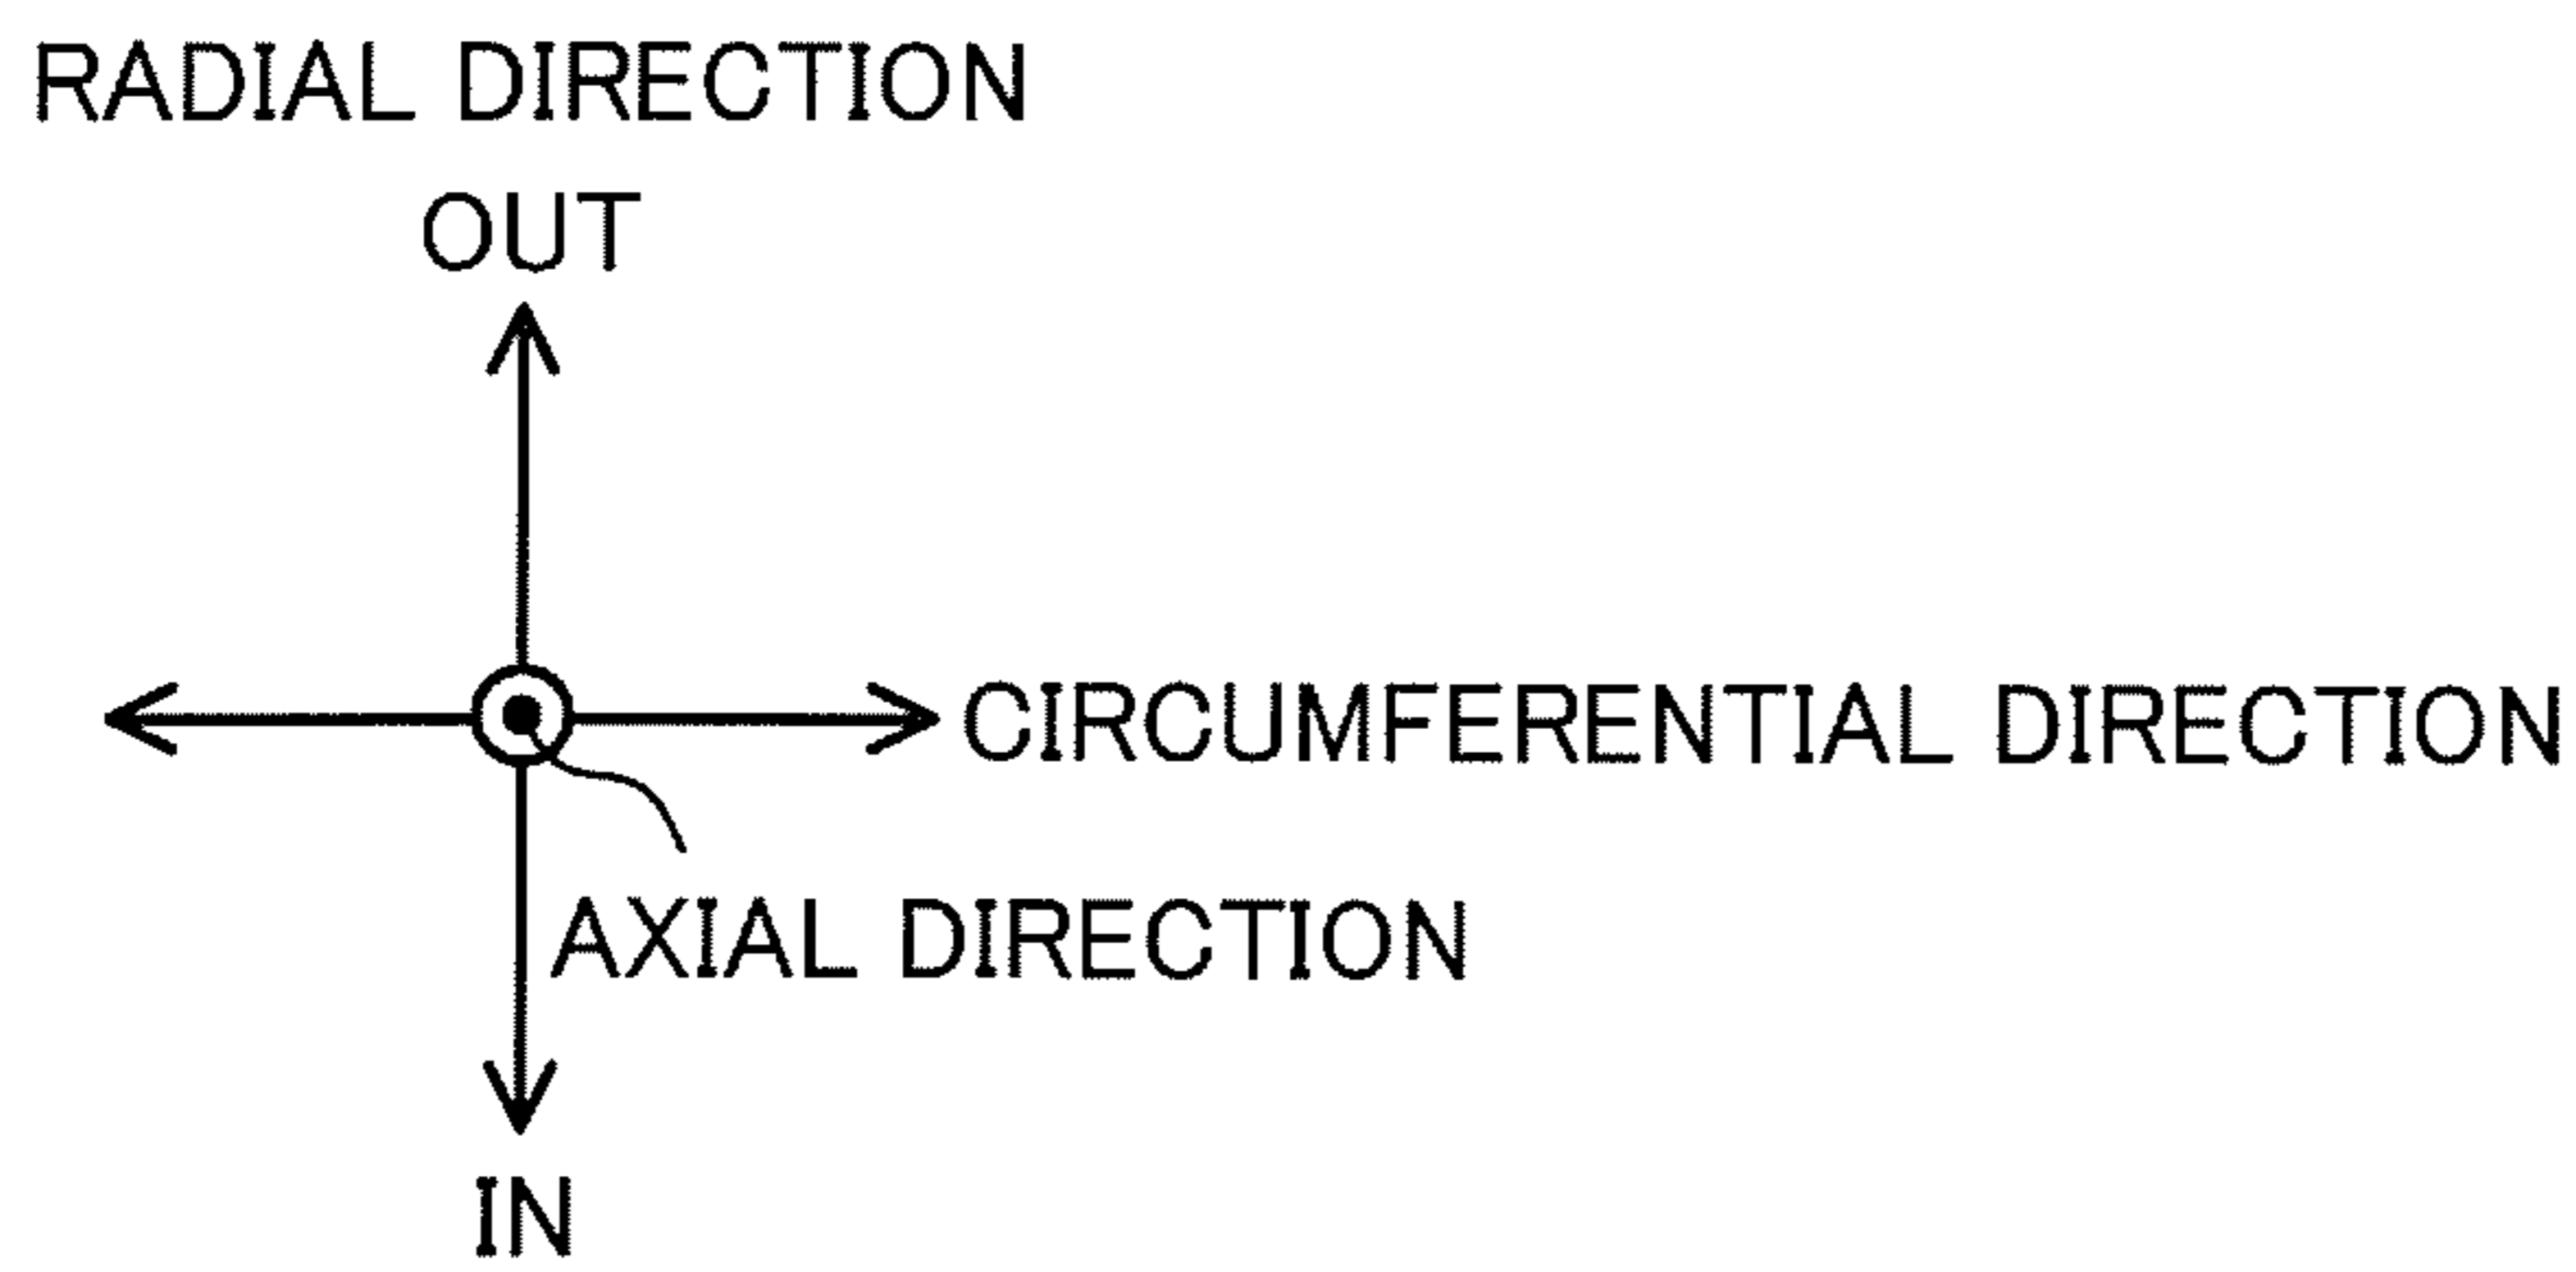 RADIAL DIRECTION
OUT
CIRCUMFERENTIAL DIRECTION
AXIAL DIRECTION
IN